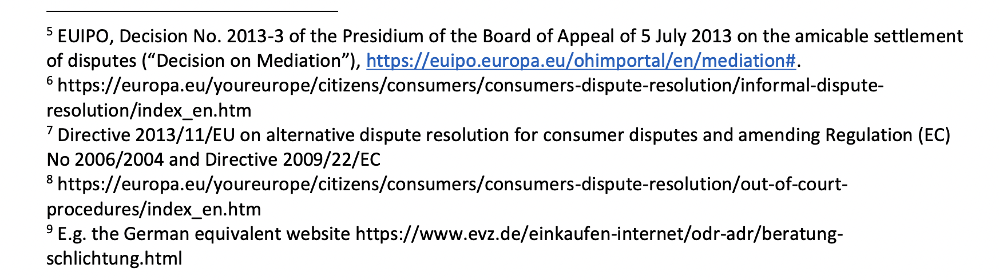 5 EUIPO, Decision No. 2013-3 of the Presidium of the Board of Appeal of 5 July 2013 on the amicable settlement
of disputes (“Decision on Mediation”), https://euipo.europa.eu/ohimportal/en/mediation#.
6 https://europa.eu/youreurope/citizens/consumers/consumers-dispute-resolution/informal-dispute-
resolution/index_en.htm
7 Directive 2013/11/EU on alternative dispute resolution for consumer disputes and amending Regulation (EC)
No 2006/2004 and Directive 2009/22/EC
8 https://europa.eu/youreurope/citizens/consumers/consumers-dispute-resolution/out-of-court-
procedures/index_en.htm
9 E.g. the German equivalent website https://www.evz.de/einkaufen-internet/odr-adr/beratung-
schlichtung.html